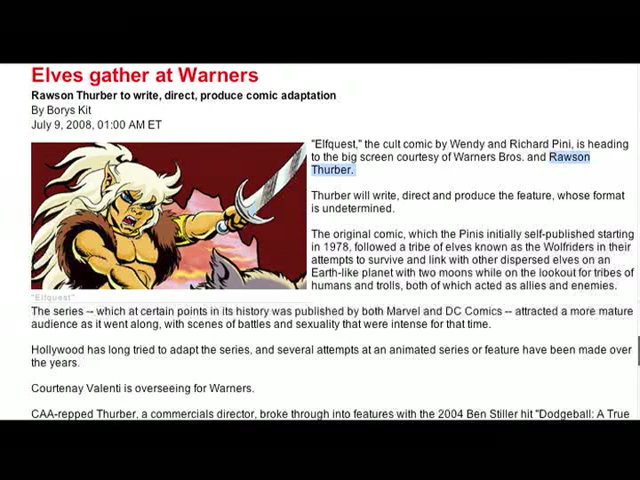 Elves gather at Warners
Rawson Thurber to write, direct, produce comic adaptation
By Borys Kit
July 9, 2008, 01:00 AM ET
"Elfquest," the cult comic by Wendy and Richard Pini, is heading
to the big screen courtesy of Warners Bros. and Rawson
Thurber.
Thurber will write, direct and produce the feature, whose format
is undetermined.
The original comic, which the Pinis initially self-published starting
in 1978, followed a tribe of elves known as the Wolfriders in their
attempts to survive and link with other dispersed elves on an
Earth-like planet with two moons while on the lookout for tribes of
humans and trolls, both of which acted as allies and enemies.
"Elfquest"
The series -- which at certain points in its history was published by both Marvel and DC Comics -- attracted a more mature
audience as it went along, with scenes of battles and sexuality that were intense for that time.
Hollywood has long tried to adapt the series, and several attempts at an animated series or feature have been made over
the years.
Courtenay Valenti is overseeing for Warners.
CAA-repped Thurber, a commercials director, broke through into features with the 2004 Ben Stiller hit "Dodgeball: A True